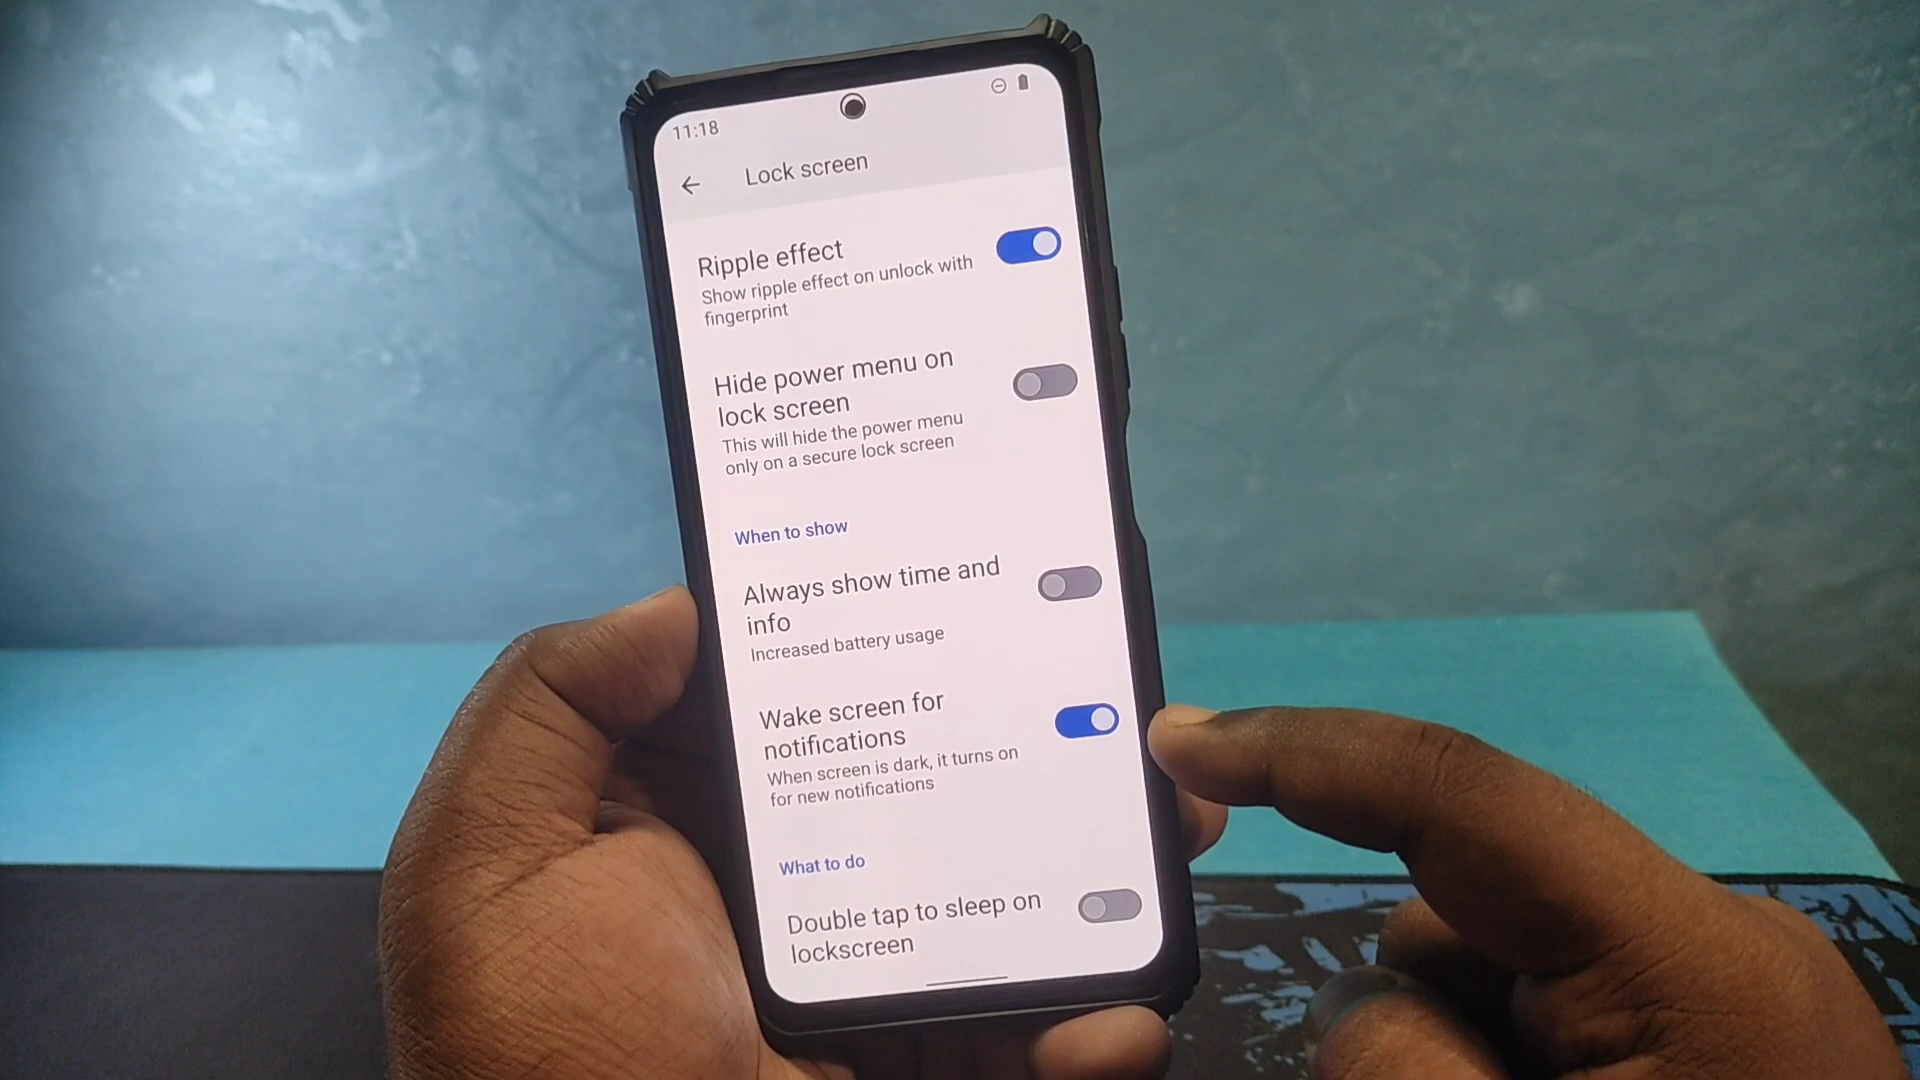 11:18
Lock screen
Ripple effect
Show ripple effect on unlock with
fingerprint
Hide power menu on
lock screen
This will hide the power menu
only on a secure lock screen
When to show
Always show time and
info
Increased battery usage
Wake screen for
notifications
When screen is dark, it turns on
for new notifications
What to do
Double tap to sleep on
lockscreen